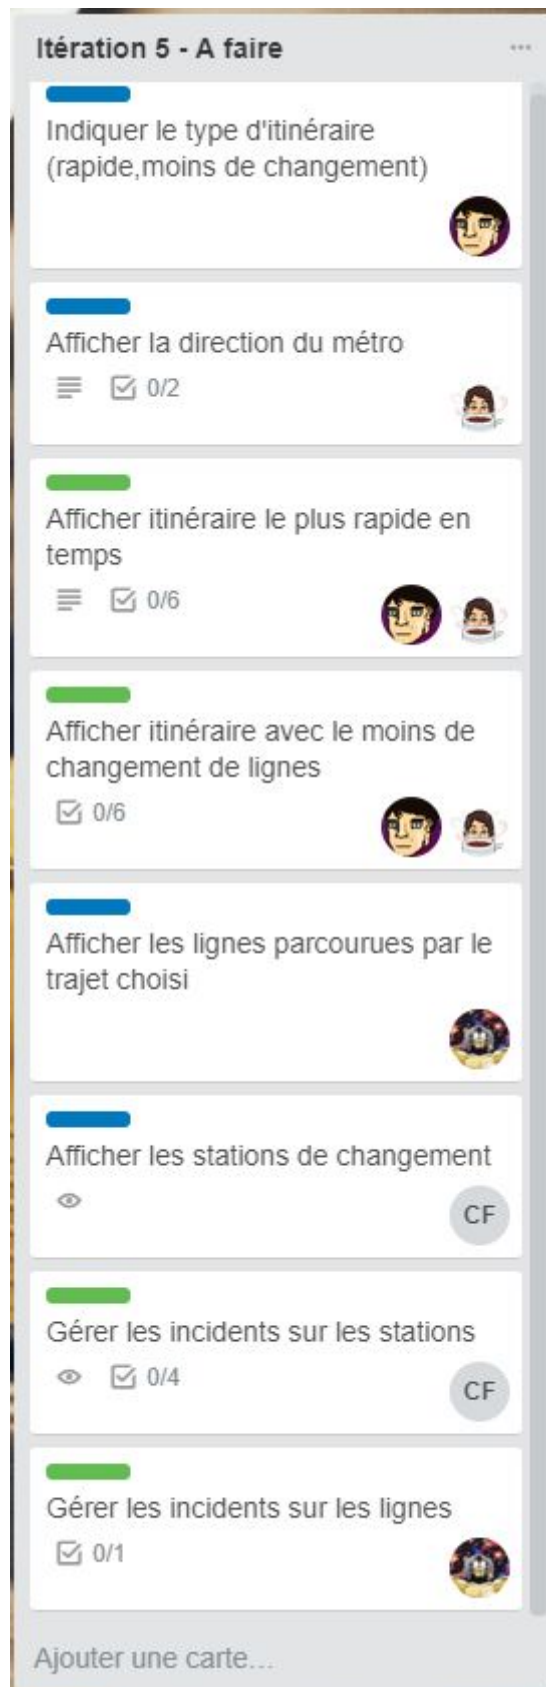 Itération 5 - A faire
Indiquer le type d'itinéraire
(rapide,moins de changement)
Afficher la direction du métro
0/2
Afficher itinéraire le plus rapide en
temps
0/6
Afficher itinéraire avec le moins de
changement de lignes
0/6
Afficher les lignes parcourues par le
trajet choisi
Afficher les stations de changement
CF
Gérer les incidents sur les stations
0/4
CF
Gérer les incidents sur les lignes
0/1
Ajouter une carte...